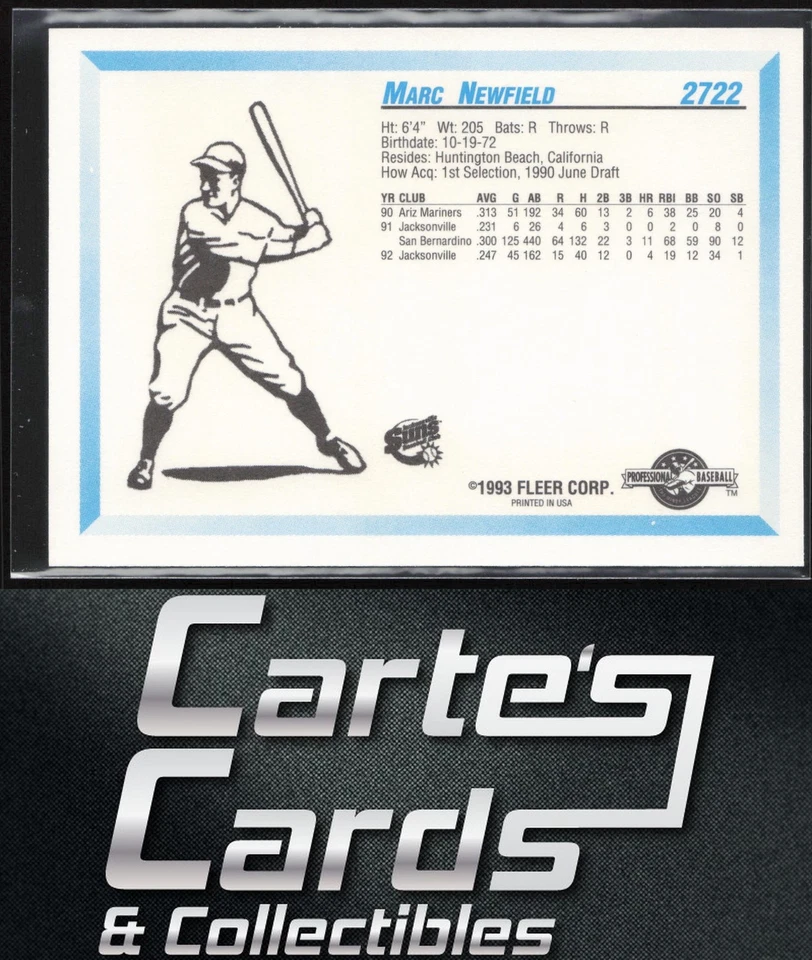 MARC NEWFIELD 2722
Ht: 6'4" Wt: 205 Bats: R Throws: R
Birthdate: 10-19-72
Resides: Huntington Beach, California
How Acq: 1st Selection, 1990 June Draft
YR CLUB AVG G AB R H 2B 3B HR RBI BB SO SB
90 Ariz Mariners .313 51 192 34 60 13 2 6 38 25 20 4
91 Jacksonville .231 6 26 4 6 3 0 0 2 0 8 0
San Bernardino .300 125 440 64 132 22 3 11 68 59 90 12
92 Jacksonville .247 45 162 15 40 12 0 4 19 12 34 1
Suns
©1993 FLEER CORP.
PRINTED IN USA
PROFESSIONAL BASEBALL
TM
Carte's
Cards
& Collectibles